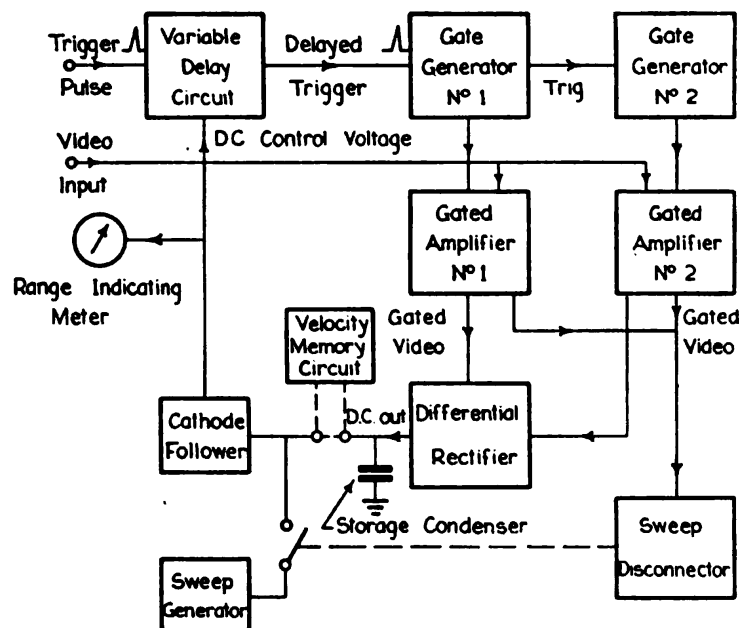 Trigger
Pulse
Variable
Delay
Circuit
Delayed
Trigger
Gate
Generator
Nº 1
Trig
Gate
Generator
Nº 2
DC Control Voltage
Video
Input
Range Indicating
Meter
Gated
Amplifier
Nº 1
Gated
Amplifier
Nº 2
Velocity
Memory
Circuit
Gated
Video
Gated
Video
Cathode
Follower
D.C. out
Differential
Rectifier
Storage Condenser
Sweep
Generator
Sweep
Disconnector